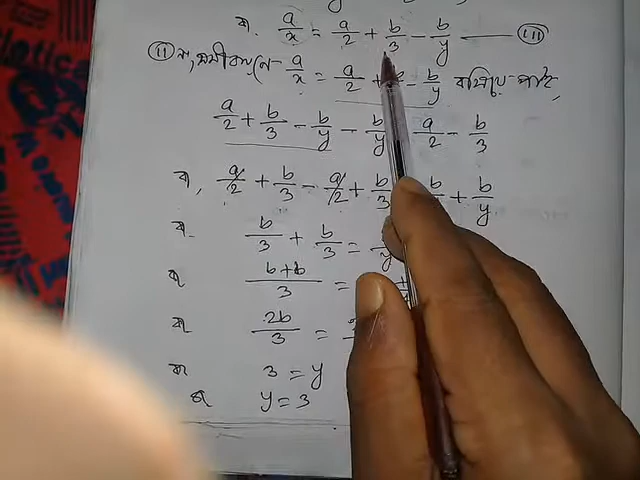 বা, a/x = a/2 + b/3 - b/y ——— (iii)
(ii) নং সমীকরণে a/x = a/2 + - b/y বসিয়ে পাই,
a/2 + b/3 - b/y - b/y a/2 - b/3
বা, a/2 + b/3 - a/2 + b/3 + b/y
বা, b/3 + b/3 =
বা, b+b/3 =
বা, 2b/3 =
বা, 3 = y
বা, y = 3